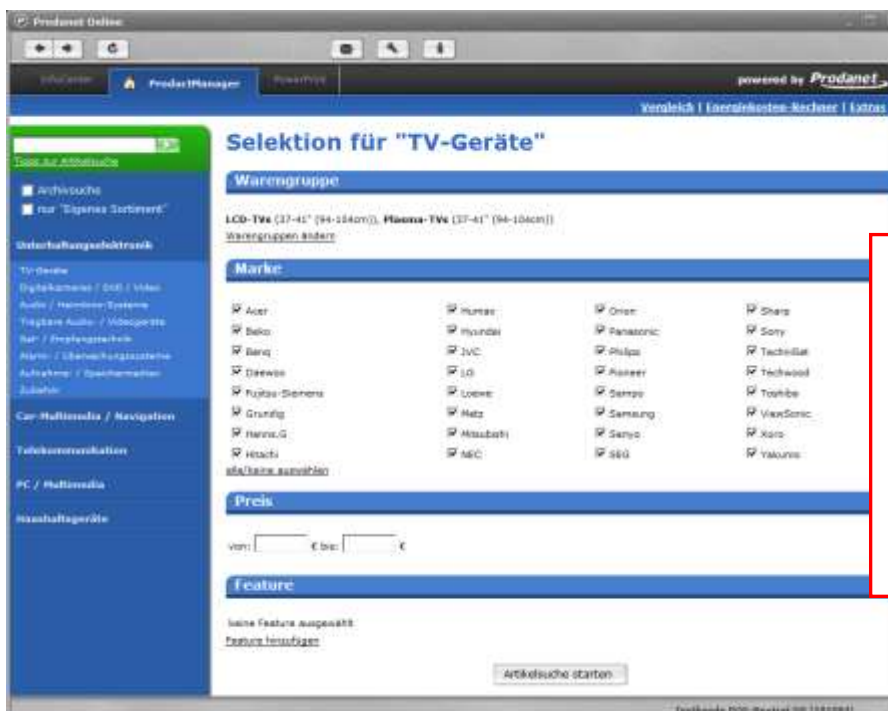 Prodanet Online
InfoCenter ProductManager PowerPrint powered by Prodanet
Vergleich | Energiekosten-Rechner | Extras
Selektion für "TV-Geräte"
Tipps zur Artikelsuche
Archivsuche
nur "Eigenes Sortiment"
Unterhaltungselektronik
TV-Geräte
Digitalkameras / DVD / Video
Audio / Heimkino-Systeme
Tragbare Audio- / Videogeräte
Sat- / Empfangstechnik
Alarm- / Überwachungssysteme
Aufnahme- / Speichermedien
Zubehör
Car-Multimedia / Navigation
Telekommunikation
PC / Multimedia
Haushaltsgeräte
Warengruppe
LCD-TVs (37-41" (94-104cm)), Plasma-TVs (37-41" (94-104cm))
Warengruppen ändern
Marke
Acer Humax Orion Sharp
Beko Hyundai Panasonic Sony
Benq JVC Philips TechniSat
Daewoo LG Pioneer Techwood
Fujitsu-Siemens Loewe Sampo Toshiba
Grundig Metz Samsung ViewSonic
Hanns.G Mitsubishi Sanyo Xoro
Hitachi NEC SEG Yakumo
alle/keine auswählen
Preis
von: € bis: €
Feature
keine Feature ausgewählt
Feature hinzufügen
Artikelsuche starten